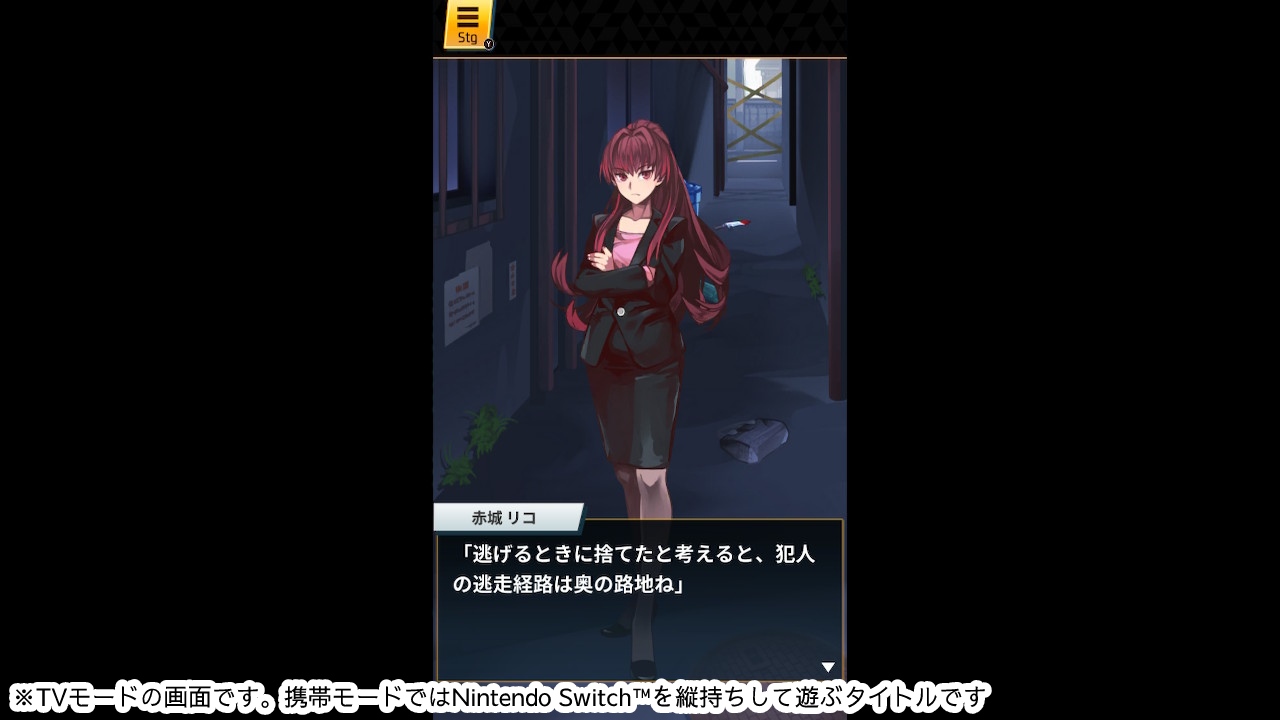 Stg
Y
赤城 リコ
「逃げるときに捨てたと考えると、犯人
の逃走経路は奥の路地ね」
※TVモードの画面です。携帯モードではNintendo Switch™を縦持ちして遊ぶタイトルです